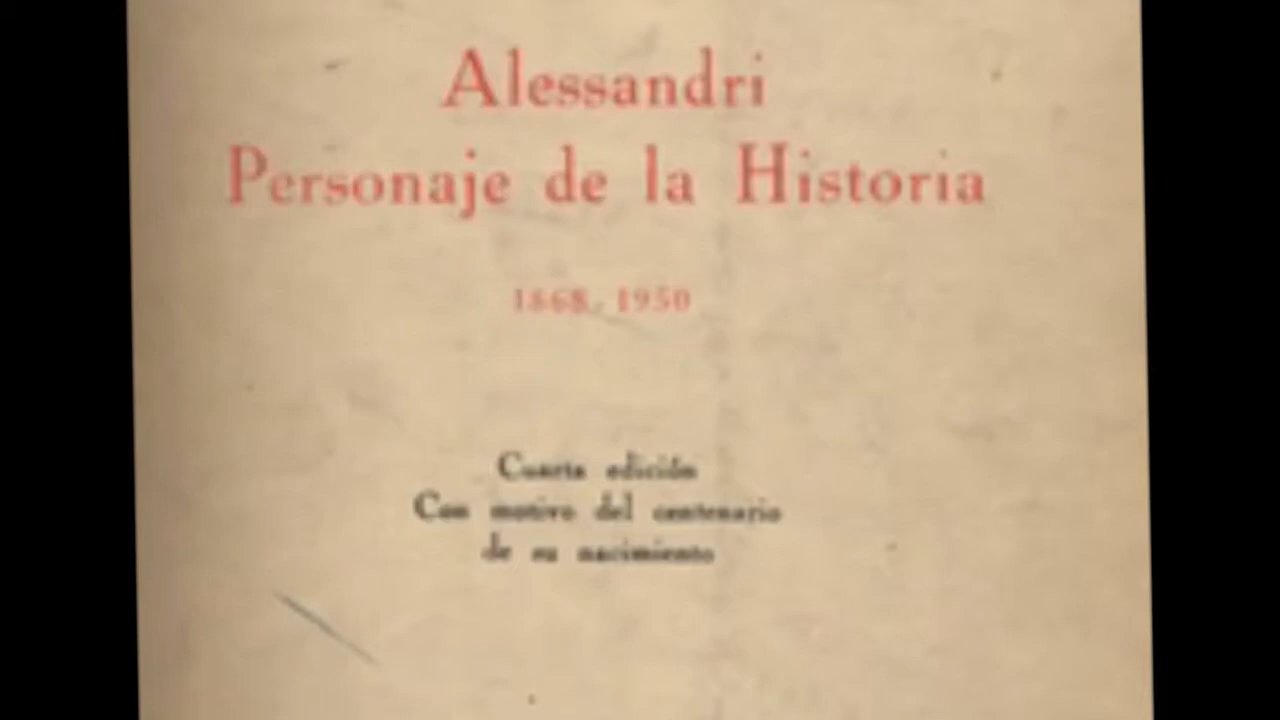 Alessandri
Personaje de la Historia
1868 - 1950
Cuarta edición
Con motivo del centenario
de su nacimiento